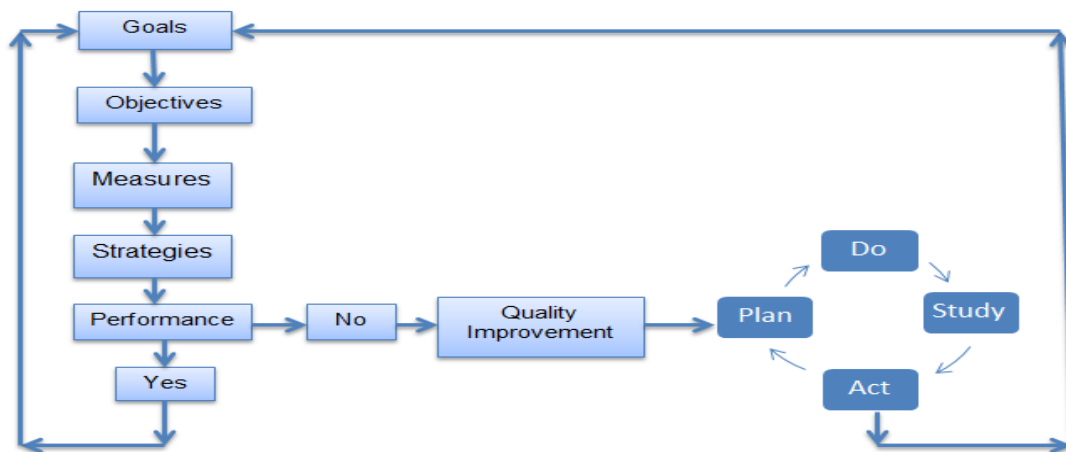 Goals
Objectives
Measures
Strategies
Performance
No
Quality
Improvement
Yes
Plan
Do
Study
Act